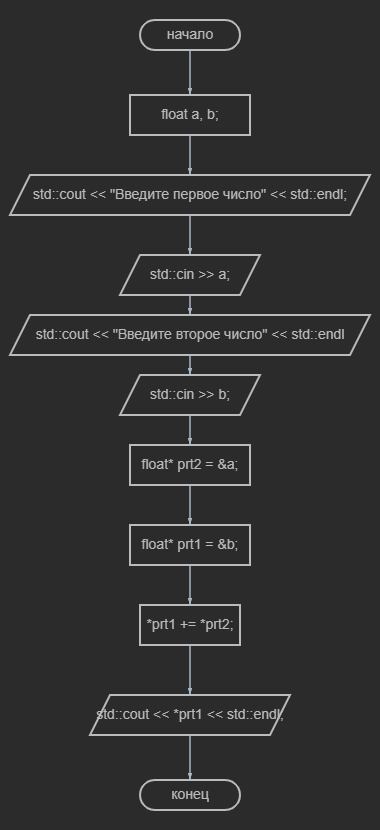 начало
float a, b;
std::cout << "Введите первое число" << std::endl;
std::cin >> a;
std::cout << "Введите второе число" << std::endl
std::cin >> b;
float* prt2 = &a;
float* prt1 = &b;
*prt1 += *prt2;
std::cout << *prt1 << std::endl;
конец